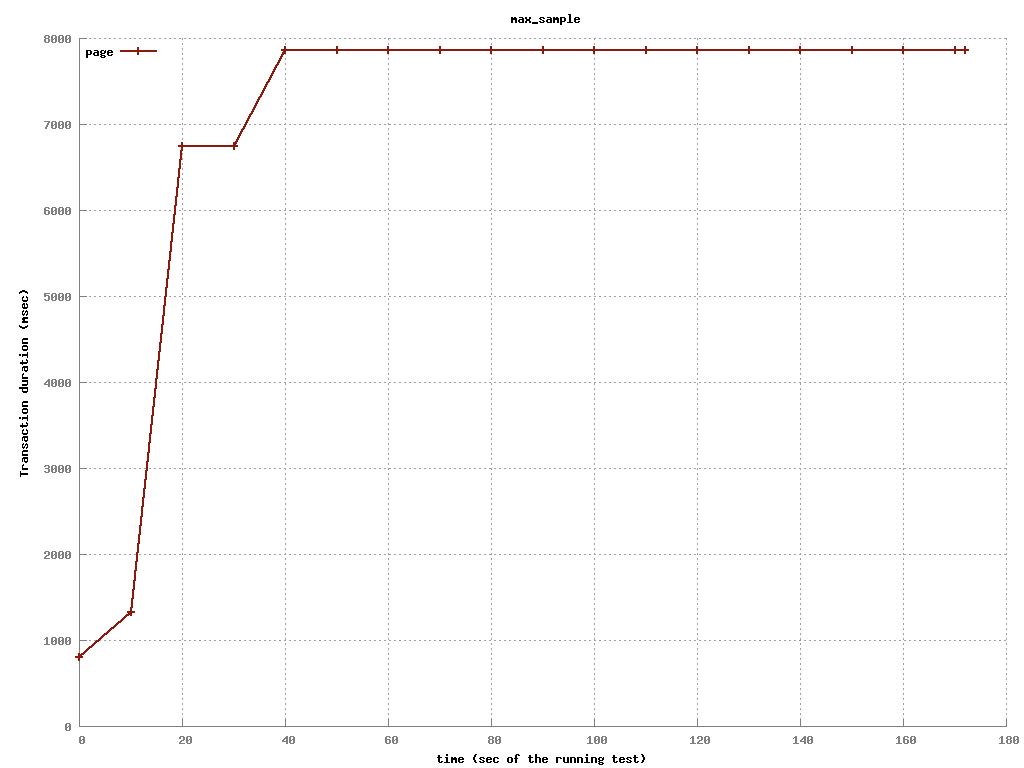 max_sample
page
8000
7000
6000
5000
4000
3000
2000
1000
0
Transaction duration (msec)
0 20 40 60 80 100 120 140 160 180
time (sec of the running test)